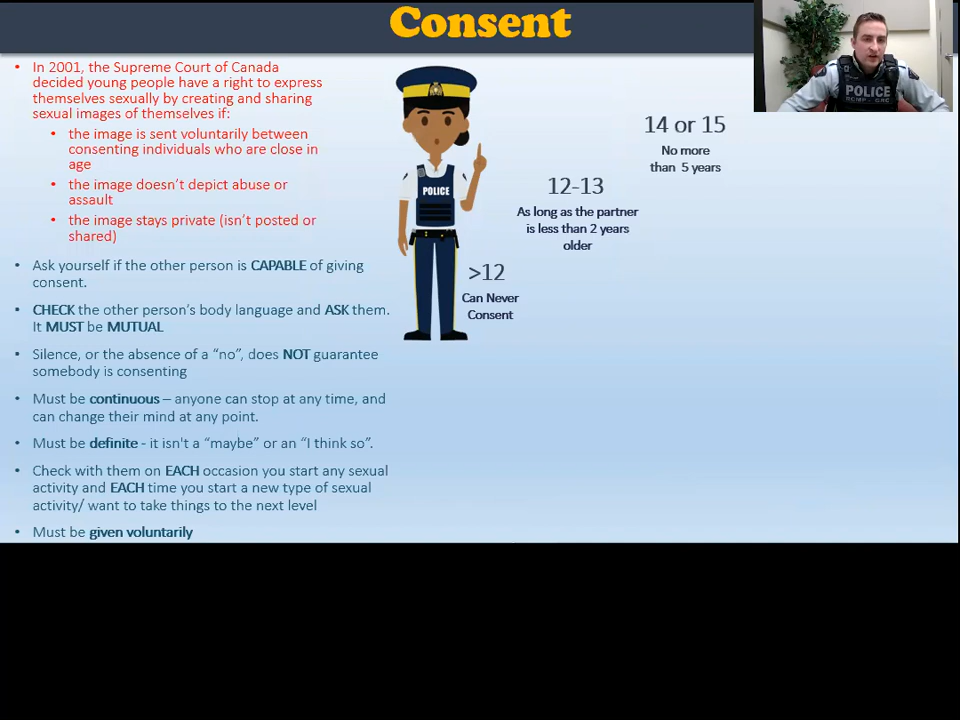 Consent
• In 2001, the Supreme Court of Canada
decided young people have a right to express
themselves sexually by creating and sharing
sexual images of themselves if:
• the image is sent voluntarily between
consenting individuals who are close in
age
• the image doesn't depict abuse or
assault
• the image stays private (isn't posted or
shared)
• Ask yourself if the other person is CAPABLE of giving
consent.
• CHECK the other person's body language and ASK them.
It MUST be MUTUAL
• Silence, or the absence of a "no", does NOT guarantee
somebody is consenting
• Must be continuous – anyone can stop at any time, and
can change their mind at any point.
• Must be definite - it isn't a "maybe" or an "I think so".
• Check with them on EACH occasion you start any sexual
activity and EACH time you start a new type of sexual
activity/ want to take things to the next level
• Must be given voluntarily
POLICE
>12
Can Never
Consent
12-13
As long as the partner
is less than 2 years
older
14 or 15
No more
than 5 years
POLICE
RCMP - GRC